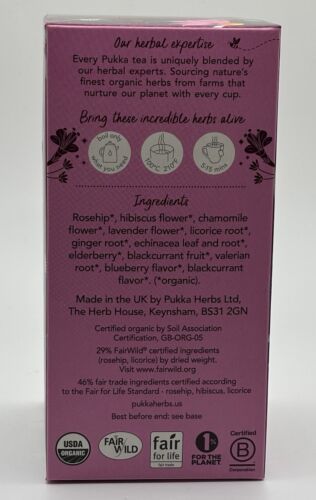 Our herbal expertise
Every Pukka tea is uniquely blended by
our herbal experts. Sourcing nature's
finest organic herbs from farms that
nurture our planet with every cup.
Bring these incredible herbs alive
boil only
what you need
100°C 210°F
5-15 mins
Ingredients
Rosehip*, hibiscus flower*, chamomile
flower*, lavender flower*, licorice root*,
ginger root*, echinacea leaf and root*,
elderberry*, blackcurrant fruit*, valerian
root*, blueberry flavor*, blackcurrant
flavor*. (*organic).
Made in the UK by Pukka Herbs Ltd,
The Herb House, Keynsham, BS31 2GN
Certified organic by Soil Association
Certification, GB-ORG-05
29% FairWild® certified ingredients
(rosehip, licorice) by dried weight.
Visit www.fairwild.org
46% fair trade ingredients certified according
to the Fair for Life Standard - rosehip, hibiscus, licorice
pukkaherbs.us
Best before end: see base
USDA
ORGANIC
FAIR
WILD
fair
for life
fair trade
1%
FOR THE
PLANET
Certified
B
Corporation